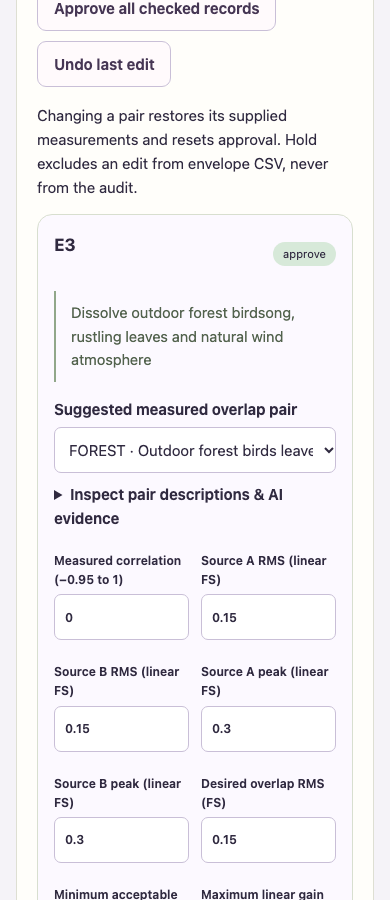 Approve all checked records
Undo last edit
Changing a pair restores its supplied
measurements and resets approval. Hold
excludes an edit from envelope CSV, never
from the audit.
E3
approve
Dissolve outdoor forest birdsong,
rustling leaves and natural wind
atmosphere
Suggested measured overlap pair
FOREST · Outdoor forest birds leave
▶ Inspect pair descriptions & AI
evidence
Measured correlation
(−0.95 to 1)
0
Source A RMS (linear
FS)
0.15
Source B RMS (linear
FS)
0.15
Source A peak (linear
FS)
0.3
Source B peak (linear
FS)
0.3
Desired overlap RMS
(FS)
0.15
Minimum acceptable
Maximum linear gain